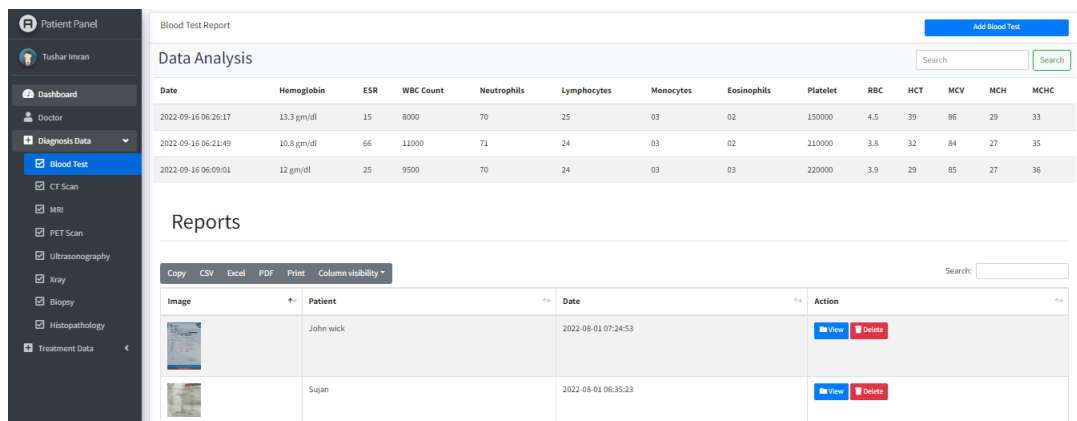 Patient Panel
Tushar Imran
Dashboard
Doctor
Diagnosis Data
Blood Test
CT Scan
MRI
PET Scan
Ultrasonography
Xray
Biopsy
Histopathology
Treatment Data
Blood Test Report
Add Blood Test
Data Analysis
Search Search
Date Hemoglobin ESR WBC Count Neutrophils Lymphocytes Monocytes Eosinophils Platelet RBC HCT MCV MCH MCHC
2022-09-16 06:26:17 13.3 gm/dl 15 8000 70 25 03 02 150000 4.5 39 86 29 33
2022-09-16 06:21:49 10.8 gm/dl 66 11000 71 24 03 02 210000 3.8 32 84 27 35
2022-09-16 06:09:01 12 gm/dl 25 9500 70 24 03 03 220000 3.9 29 85 27 36
Reports
Copy CSV Excel PDF Print Column visibility
Search:
Image Patient Date Action
John wick 2022-08-01 07:24:53 View Delete
Sujan 2022-08-01 06:35:23 View Delete